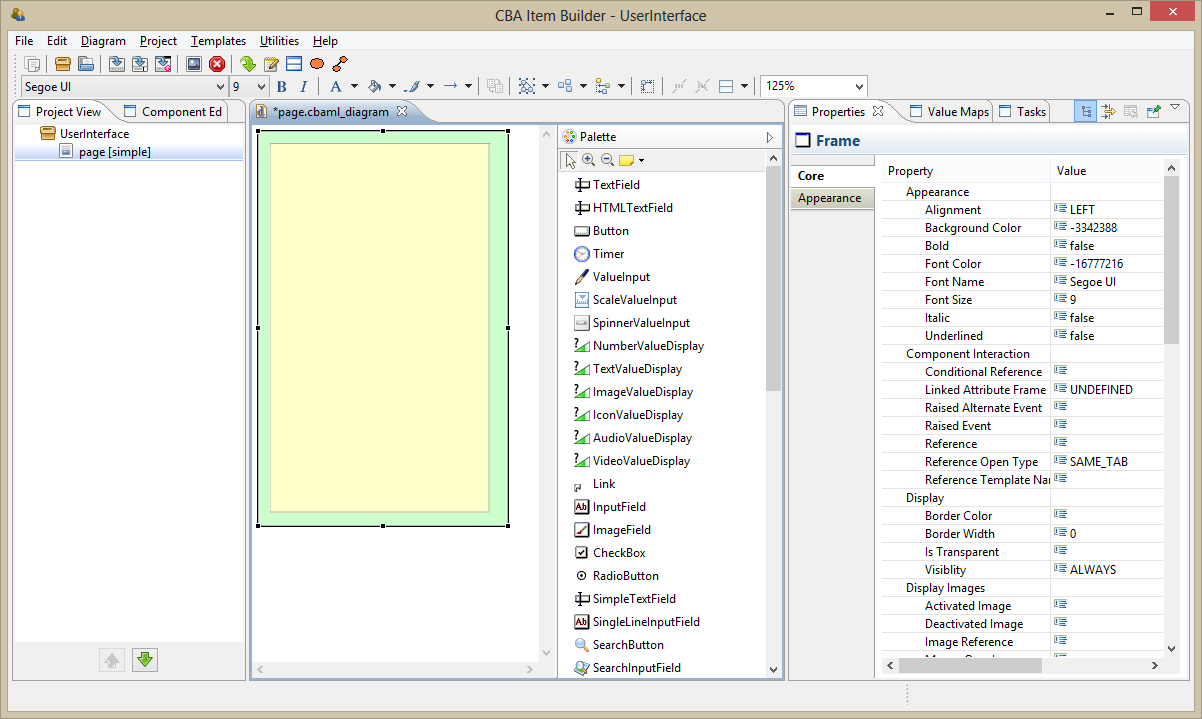 CBA Item Builder - UserInterface
File Edit Diagram Project Templates Utilities Help
Segoe UI 9 B I A 125%
Project View Component Ed
UserInterface
page [simple]
*page.cbaml_diagram
Palette
TextField
HTMLTextField
Button
Timer
ValueInput
ScaleValueInput
SpinnerValueInput
NumberValueDisplay
TextValueDisplay
ImageValueDisplay
IconValueDisplay
AudioValueDisplay
VideoValueDisplay
Link
InputField
ImageField
CheckBox
RadioButton
SimpleTextField
SingleLineInputField
SearchButton
SearchInputField
Properties Value Maps Tasks
Frame
Core
Appearance
Property Value
Appearance
Alignment LEFT
Background Color -3342388
Bold false
Font Color -16777216
Font Name Segoe UI
Font Size 9
Italic false
Underlined false
Component Interaction
Conditional Reference
Linked Attribute Frame UNDEFINED
Raised Alternate Event
Raised Event
Reference
Reference Open Type SAME_TAB
Reference Template Nar
Display
Border Color
Border Width 0
Is Transparent
Visiblity ALWAYS
Display Images
Activated Image
Deactivated Image
Image Reference